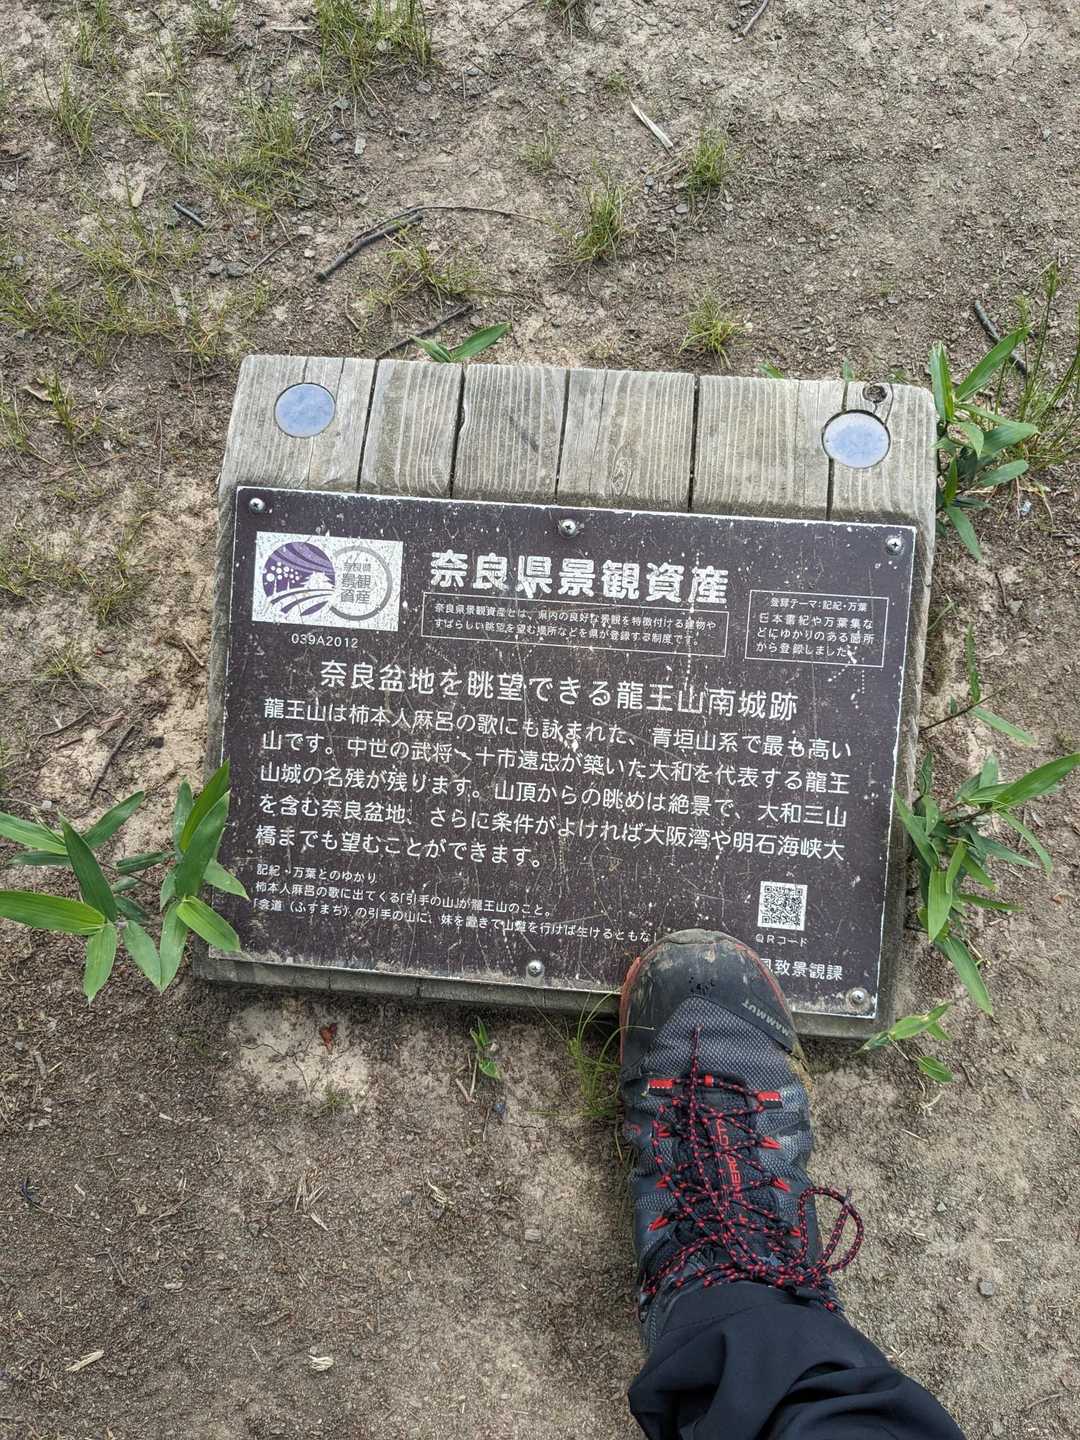 奈良県
景観
資産
039A2012
奈良県景観資産
奈良県景観資産とは、県内の良好な景観を特徴付ける建物や
すばらしい眺望を望む場所などを県が登録する制度です。
登録テーマ:記紀・万葉
日本書紀や万葉集な
どにゆかりのある箇所
から登録しました。
奈良盆地を眺望できる龍王山南城跡
龍王山は柿本人麻呂の歌にも詠まれた、青垣山系で最も高い
山です。中世の武将、十市遠忠が築いた大和を代表する龍王
山城の名残が残ります。山頂からの眺めは絶景で、大和三山
を含む奈良盆地、さらに条件がよければ大阪湾や明石海峡大
橋までも望むことができます。
記紀・万葉とのゆかり
柿本人麻呂の歌に出てくる「引手の山」が龍王山のこと。
「衾道(ふすまぢ)の引手の山に、妹を置きて山徑を行けば生けるともなし
QRコード
風致景観課
MAMMUT